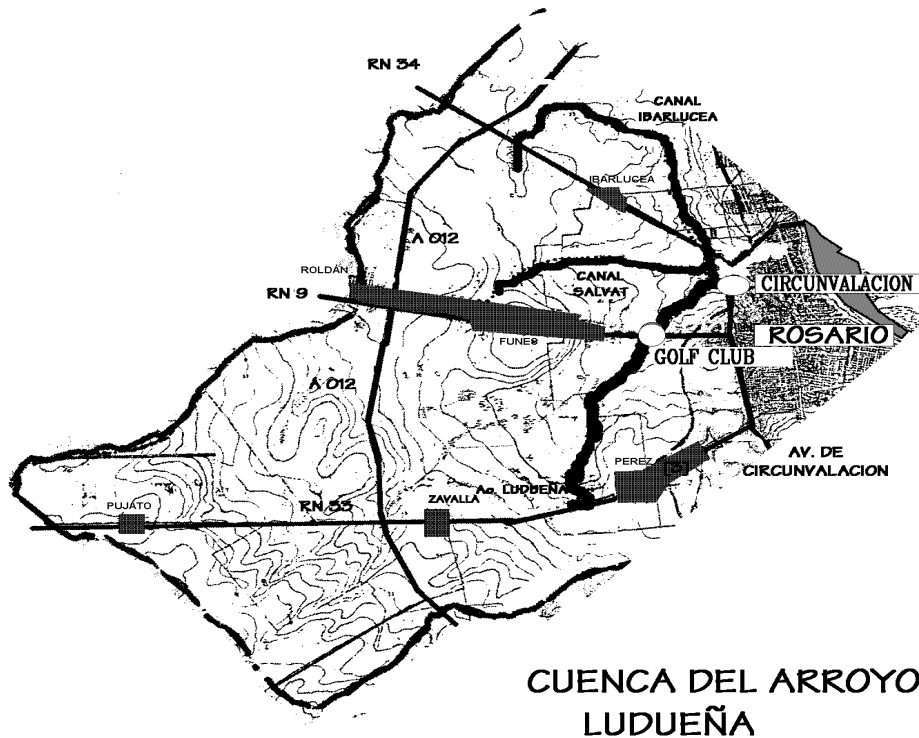 RN 34
CANAL
IBARLUCEA
IBARLUCEA
A 012
ROLDÁN
CANAL
SALVAT
RN 9
CIRCUNVALACION
ROSARIO
FUNES
GOLF CLUB
A 012
AV. DE
CIRCUNVALACION
PEREZ
Ao. LUDUEÑA
ZAVALLA
RN 33
PUJATO
CUENCA DEL ARROYO
LUDUEÑA